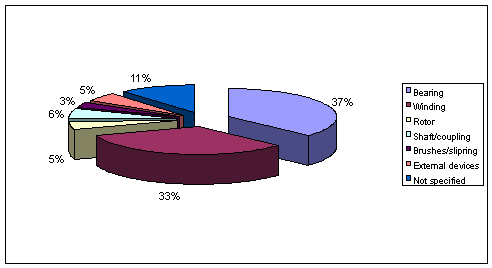 11%
5%
3%
6%
5%
33%
37%
Bearing
Winding
Rotor
Shaft/coupling
Brushes/slipring
External devices
Not specified